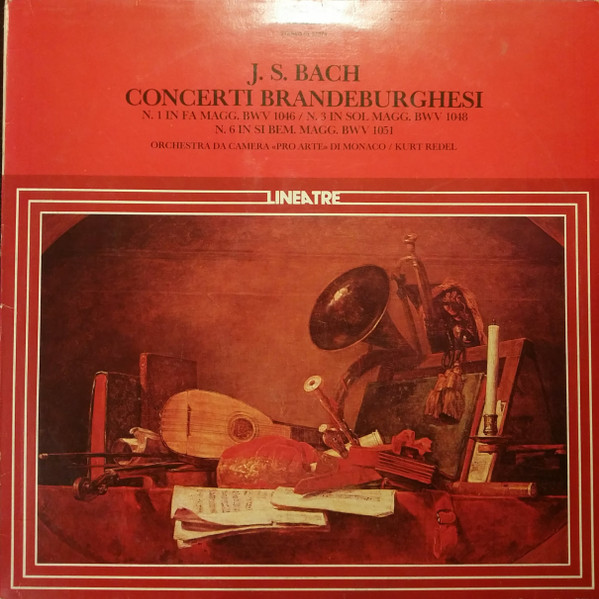 J. S. BACH
CONCERTI BRANDEBURGHESI
N. 1 IN FA MAGG. BWV 1046 / N. 3 IN SOL MAGG. BWV 1048
N. 6 IN SI BEM. MAGG. BWV 1051
ORCHESTRA DA CAMERA «PRO ARTE» DI MONACO / KURT REDEL
LINEATRE